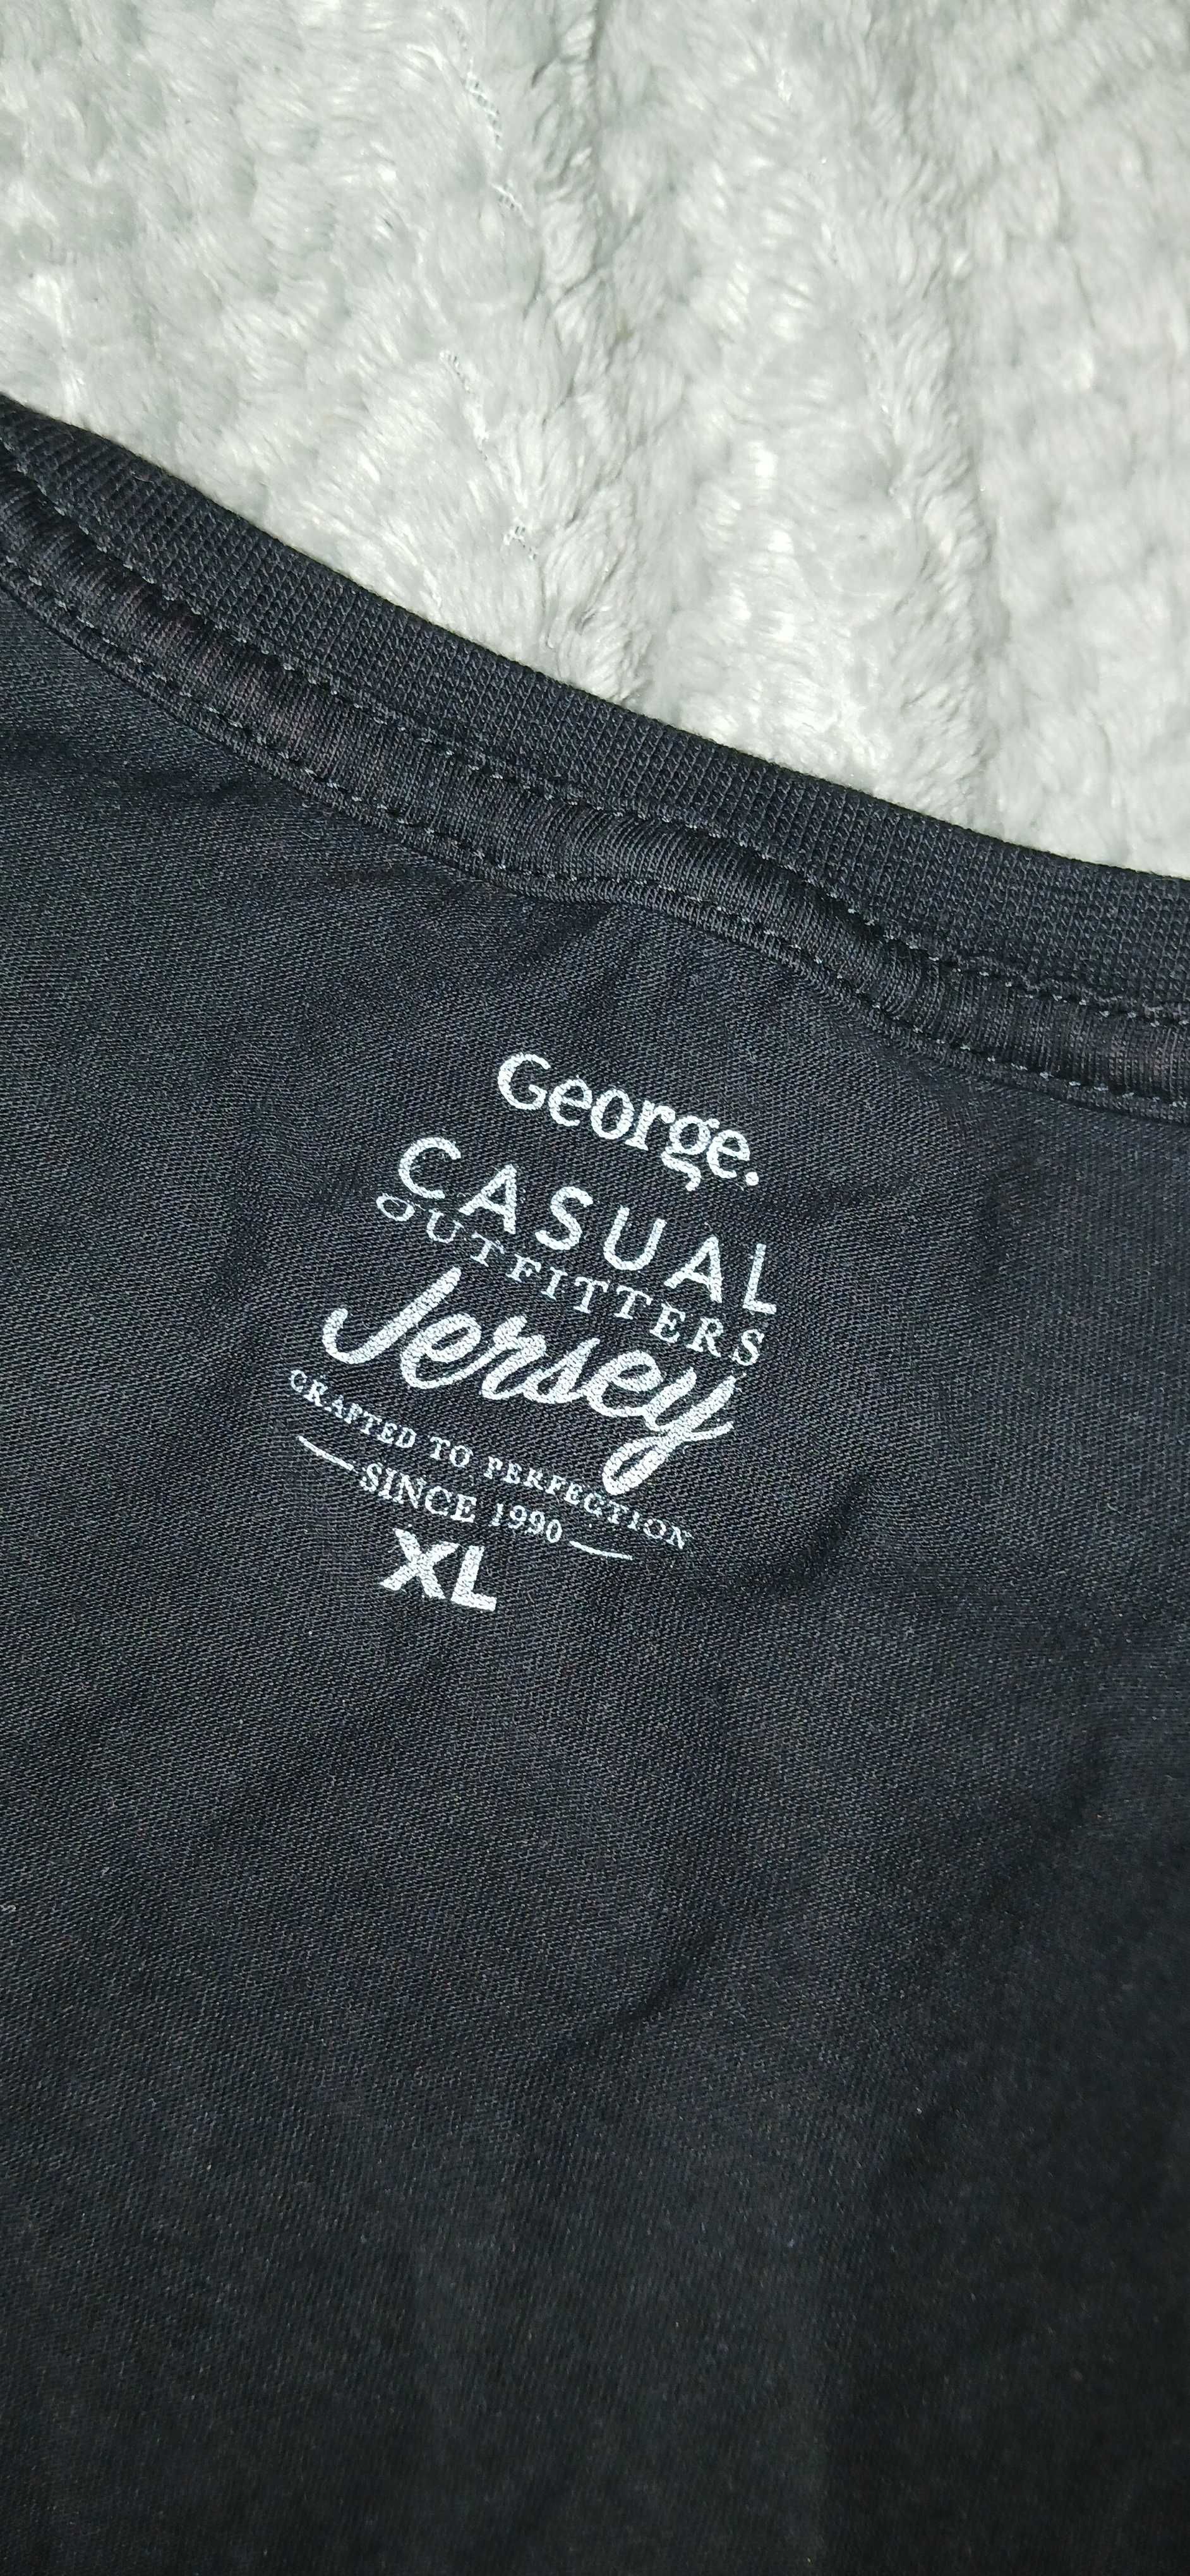 George.
CASUAL
OUTFITTERS
Jersey
CRAFTED TO PERFECTION
SINCE 1990
XL